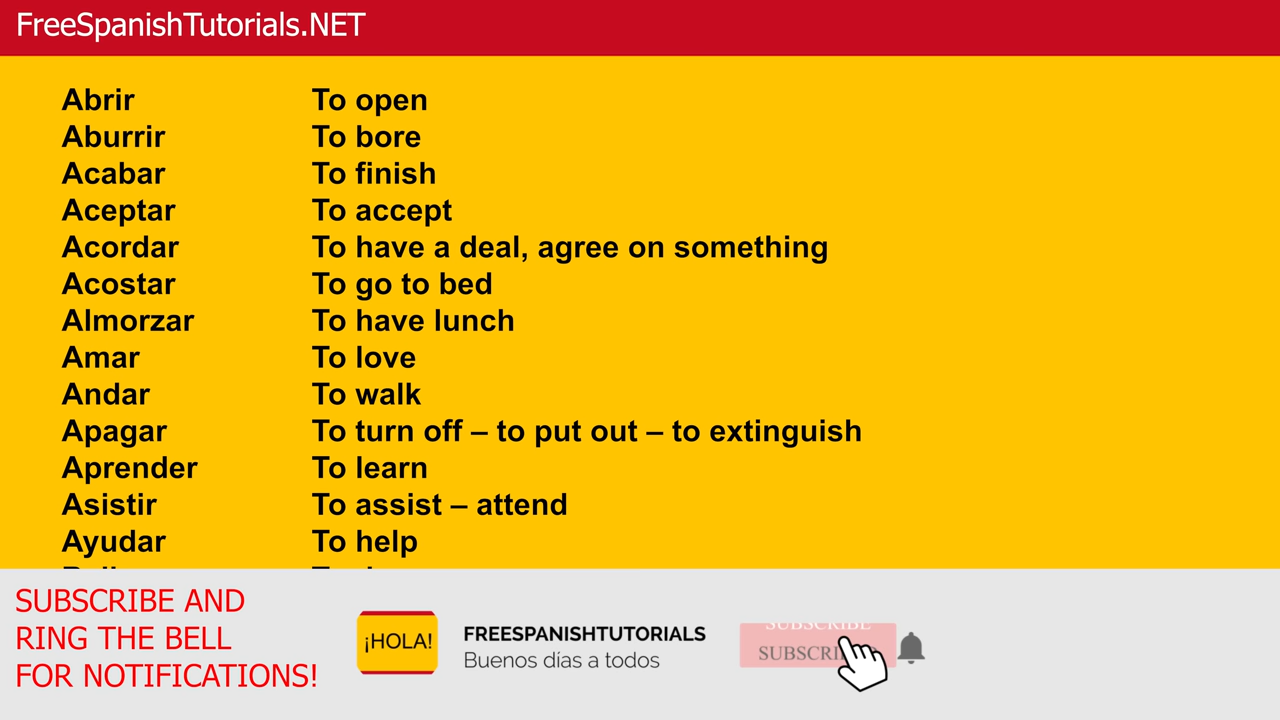 FreeSpanishTutorials.NET
Abrir To open
Aburrir To bore
Acabar To finish
Aceptar To accept
Acordar To have a deal, agree on something
Acostar To go to bed
Almorzar To have lunch
Amar To love
Andar To walk
Apagar To turn off – to put out – to extinguish
Aprender To learn
Asistir To assist – attend
Ayudar To help
SUBSCRIBE AND
RING THE BELL
FOR NOTIFICATIONS!
¡HOLA!
FREESPANISHTUTORIALS
Buenos días a todos
SUBSCRIBE